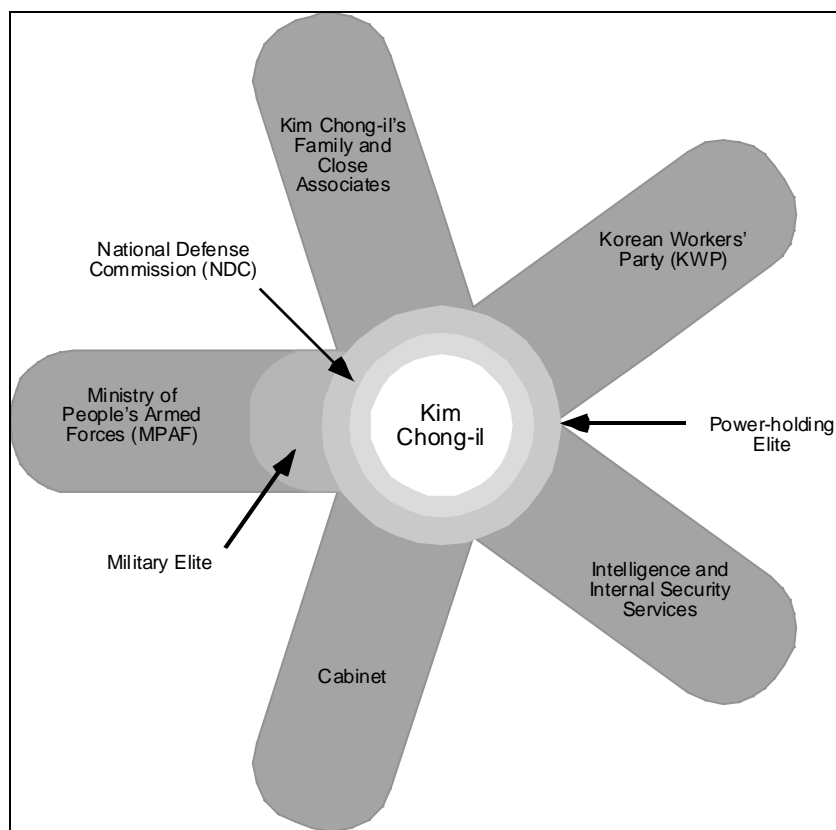 Kim Chong-il's
Family and
Close
Associates
Korean Workers'
Party (KWP)
National Defense
Commission (NDC)
Ministry of
People's Armed
Forces (MPAF)
Kim
Chong-il
Power-holding
Elite
Military Elite
Intelligence and
Internal Security
Services
Cabinet